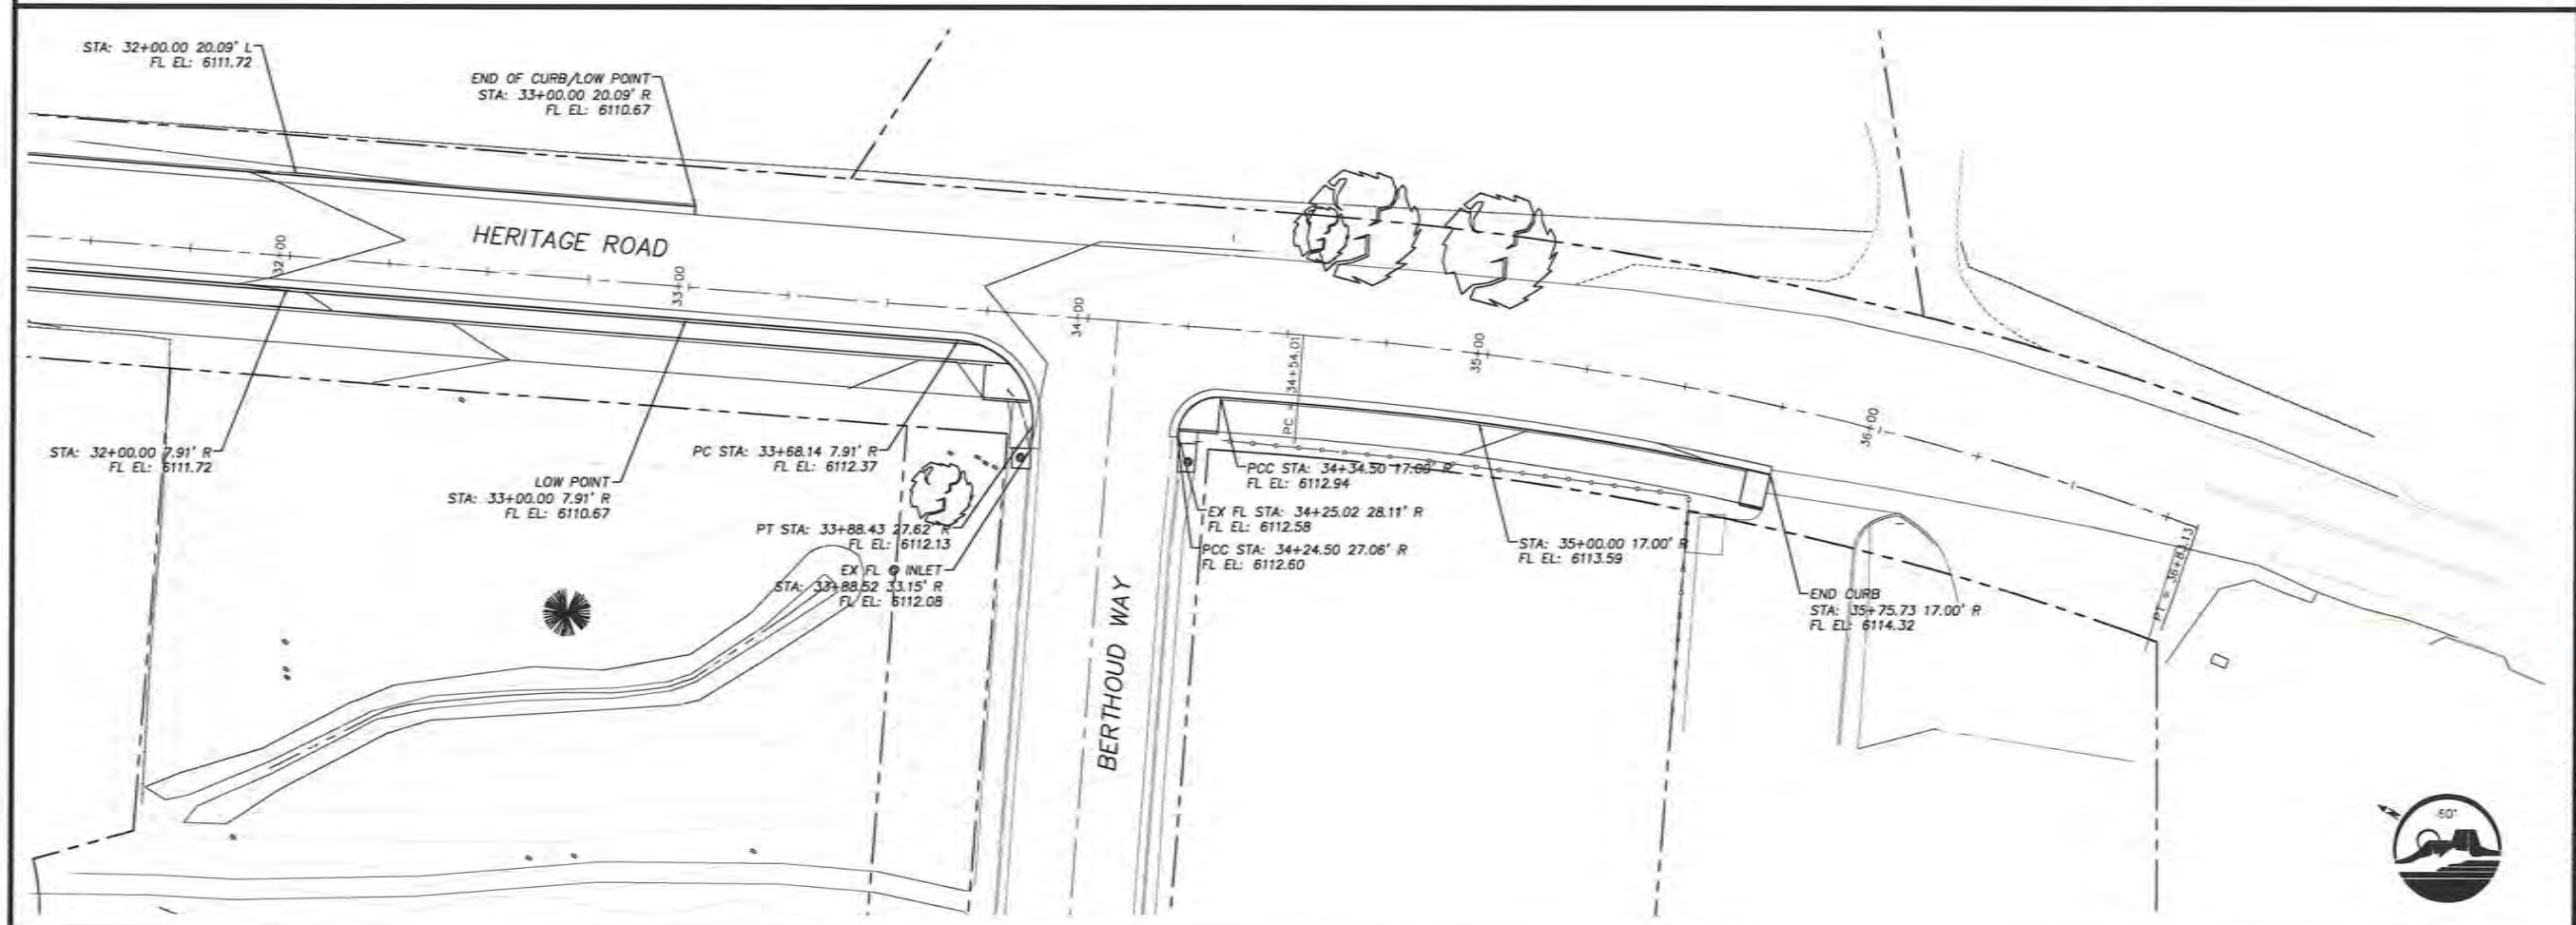 STA: 32+00.00 20.09' L
FL EL: 6111.72
END OF CURB/LOW POINT
STA: 33+00.00 20.09' R
FL EL: 6110.67
HERITAGE ROAD
32+00
33+00
34+00
35+00
36+00
PC = 34+54.01
PT = 36+83.13
STA: 32+00.00 7.91' R
FL EL: 6111.72
LOW POINT
STA: 33+00.00 7.91' R
FL EL: 6110.67
PC STA: 33+68.14 7.91' R
FL EL: 6112.37
PT STA: 33+88.43 27.62' R
FL EL: 6112.13
EX FL @ INLET
STA: 33+88.52 33.15' R
FL EL: 6112.08
PCC STA: 34+34.50 17.00' R
FL EL: 6112.94
EX FL STA: 34+25.02 28.11' R
FL EL: 6112.58
PCC STA: 34+24.50 27.06' R
FL EL: 6112.60
STA: 35+00.00 17.00' R
FL EL: 6113.59
END CURB
STA: 35+75.73 17.00' R
FL EL: 6114.32
BERTHOUD WAY
N
-60°